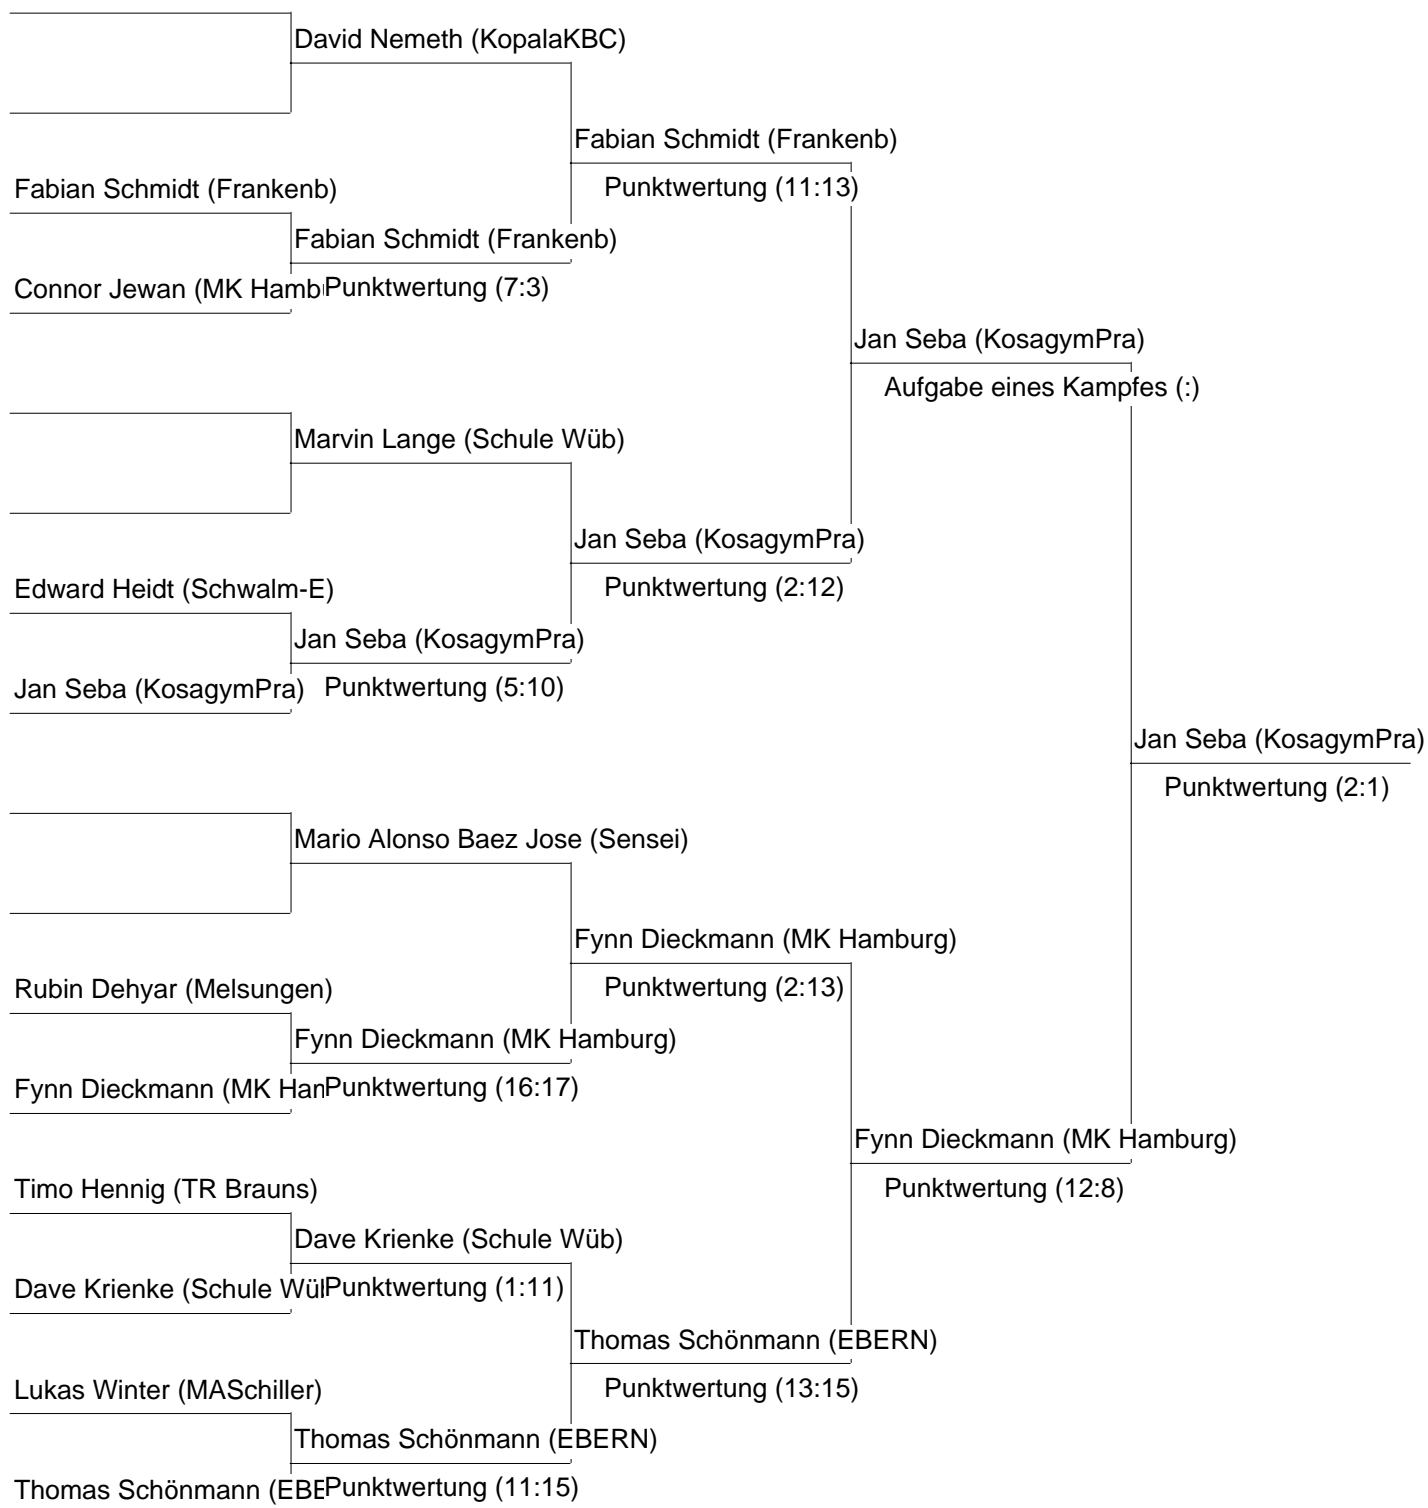 David Nemeth (KopalaKBC)
Fabian Schmidt (Frankenb)
Fabian Schmidt (Frankenb)
Punktwertung (11:13)
Fabian Schmidt (Frankenb)
Connor Jewan (MK Hamb
Punktwertung (7:3)
Jan Seba (KosagymPra)
Aufgabe eines Kampfes (:)
Marvin Lange (Schule Wüb)
Jan Seba (KosagymPra)
Edward Heidt (Schwalm-E)
Punktwertung (2:12)
Jan Seba (KosagymPra)
Jan Seba (KosagymPra)
Punktwertung (5:10)
Jan Seba (KosagymPra)
Punktwertung (2:1)
Mario Alonso Baez Jose (Sensei)
Fynn Dieckmann (MK Hamburg)
Rubin Dehyar (Melsungen)
Punktwertung (2:13)
Fynn Dieckmann (MK Hamburg)
Fynn Dieckmann (MK Ham
Punktwertung (16:17)
Fynn Dieckmann (MK Hamburg)
Timo Hennig (TR Brauns)
Punktwertung (12:8)
Dave Krienke (Schule Wüb)
Dave Krienke (Schule Wüb
Punktwertung (1:11)
Thomas Schönmann (EBERN)
Lukas Winter (MASchiller)
Punktwertung (13:15)
Thomas Schönmann (EBERN)
Thomas Schönmann (EBE
Punktwertung (11:15)